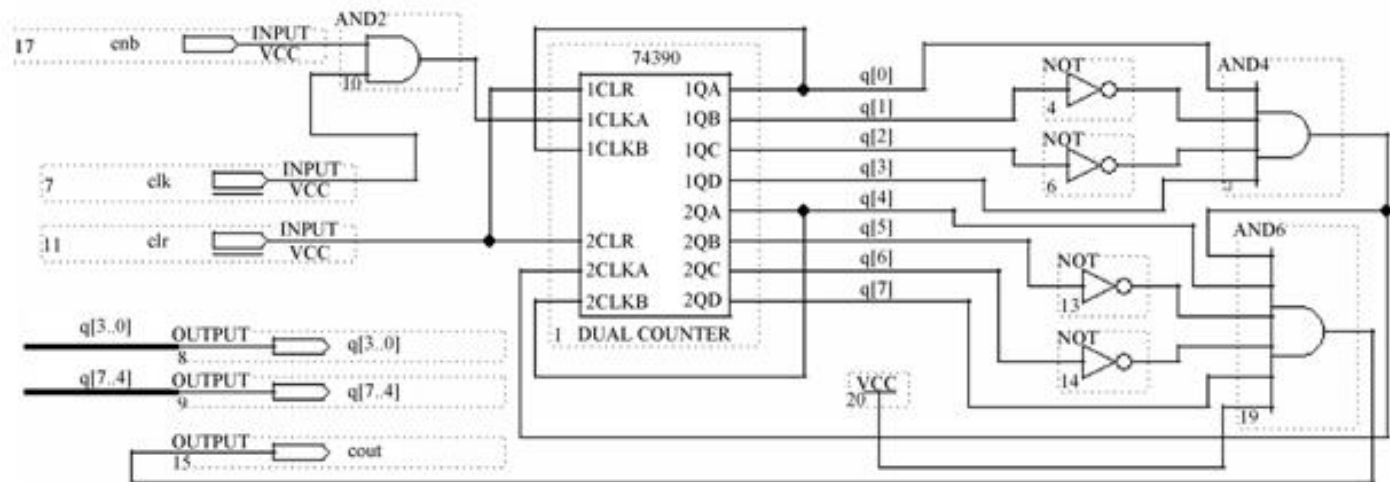 17 enb INPUT VCC
AND2
10
7 clk INPUT VCC
11 clr INPUT VCC
q[3..0] OUTPUT 8 q[3..0]
q[7..4] OUTPUT 9 q[7..4]
OUTPUT 15 cout
74390
1CLR 1QA
1CLKA 1QB
1CLKB 1QC
1QD
2QA
2CLR 2QB
2CLKA 2QC
2CLKB 2QD
1 DUAL COUNTER
q[0]
q[1]
q[2]
q[3]
q[4]
q[5]
q[6]
q[7]
NOT
4
NOT
6
AND4
NOT
13
NOT
14
VCC
20
AND6
19